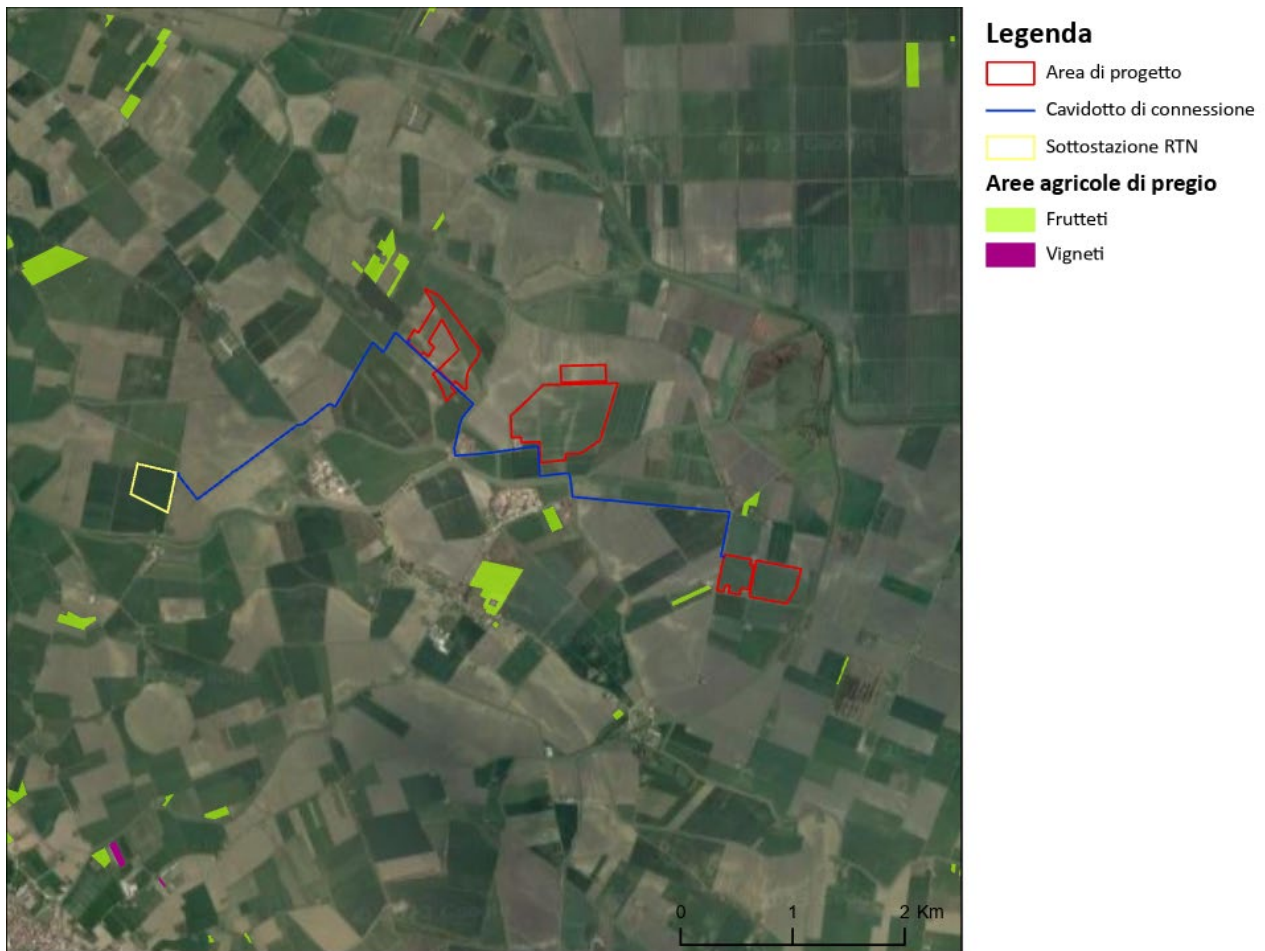 Legenda
Area di progetto
Cavidotto di connessione
Sottostazione RTN
Aree agricole di pregio
Frutteti
Vigneti
0 1 2 Km